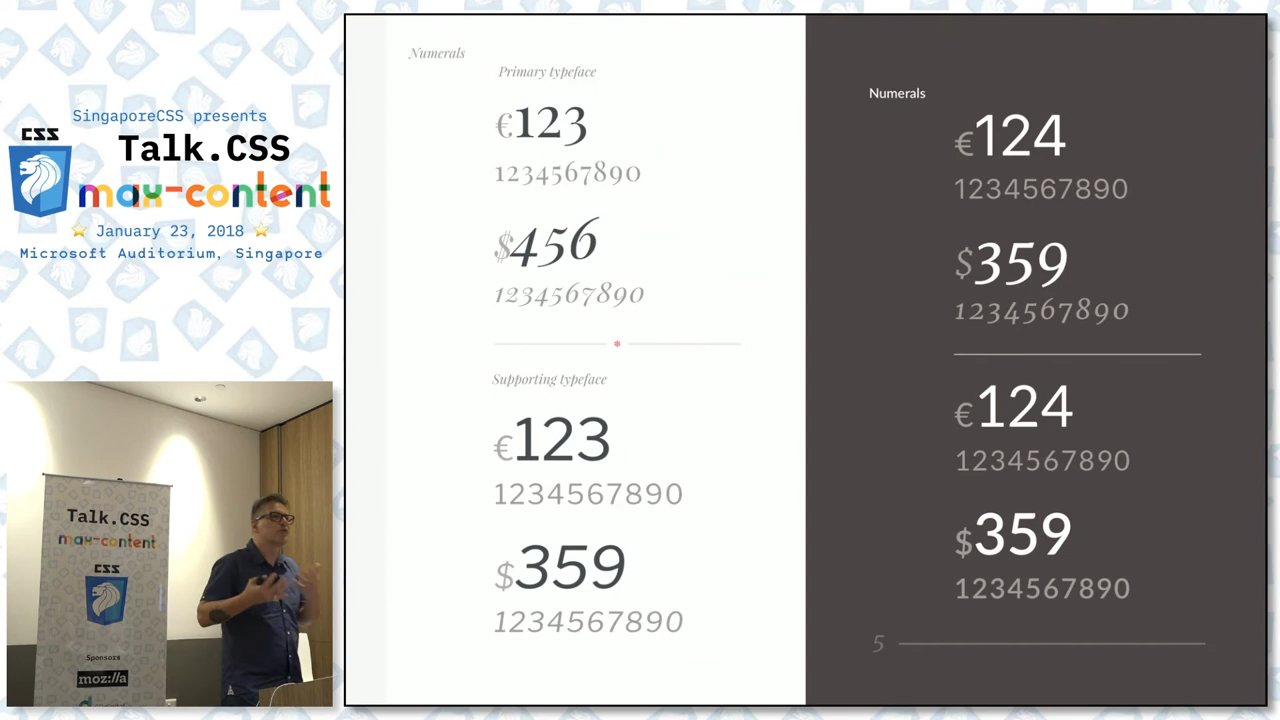 SingaporeCSS presents
CSS
Talk.CSS
max-content
January 23, 2018
Microsoft Auditorium, Singapore
Talk.CSS
max-content
CSS
Sponsors
moz://a
Numerals
Primary typeface
€123
1234567890
$456
1234567890
Supporting typeface
€123
1234567890
$359
1234567890
Numerals
€124
1234567890
$359
1234567890
€124
1234567890
$359
1234567890
5